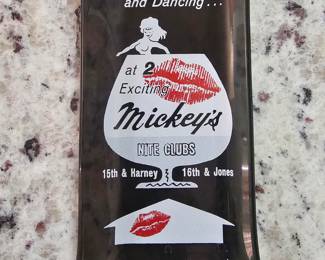 and Dancing...
at 2
Exciting
Mickey's
NITE CLUBS
15th & Harney 16th & Jones